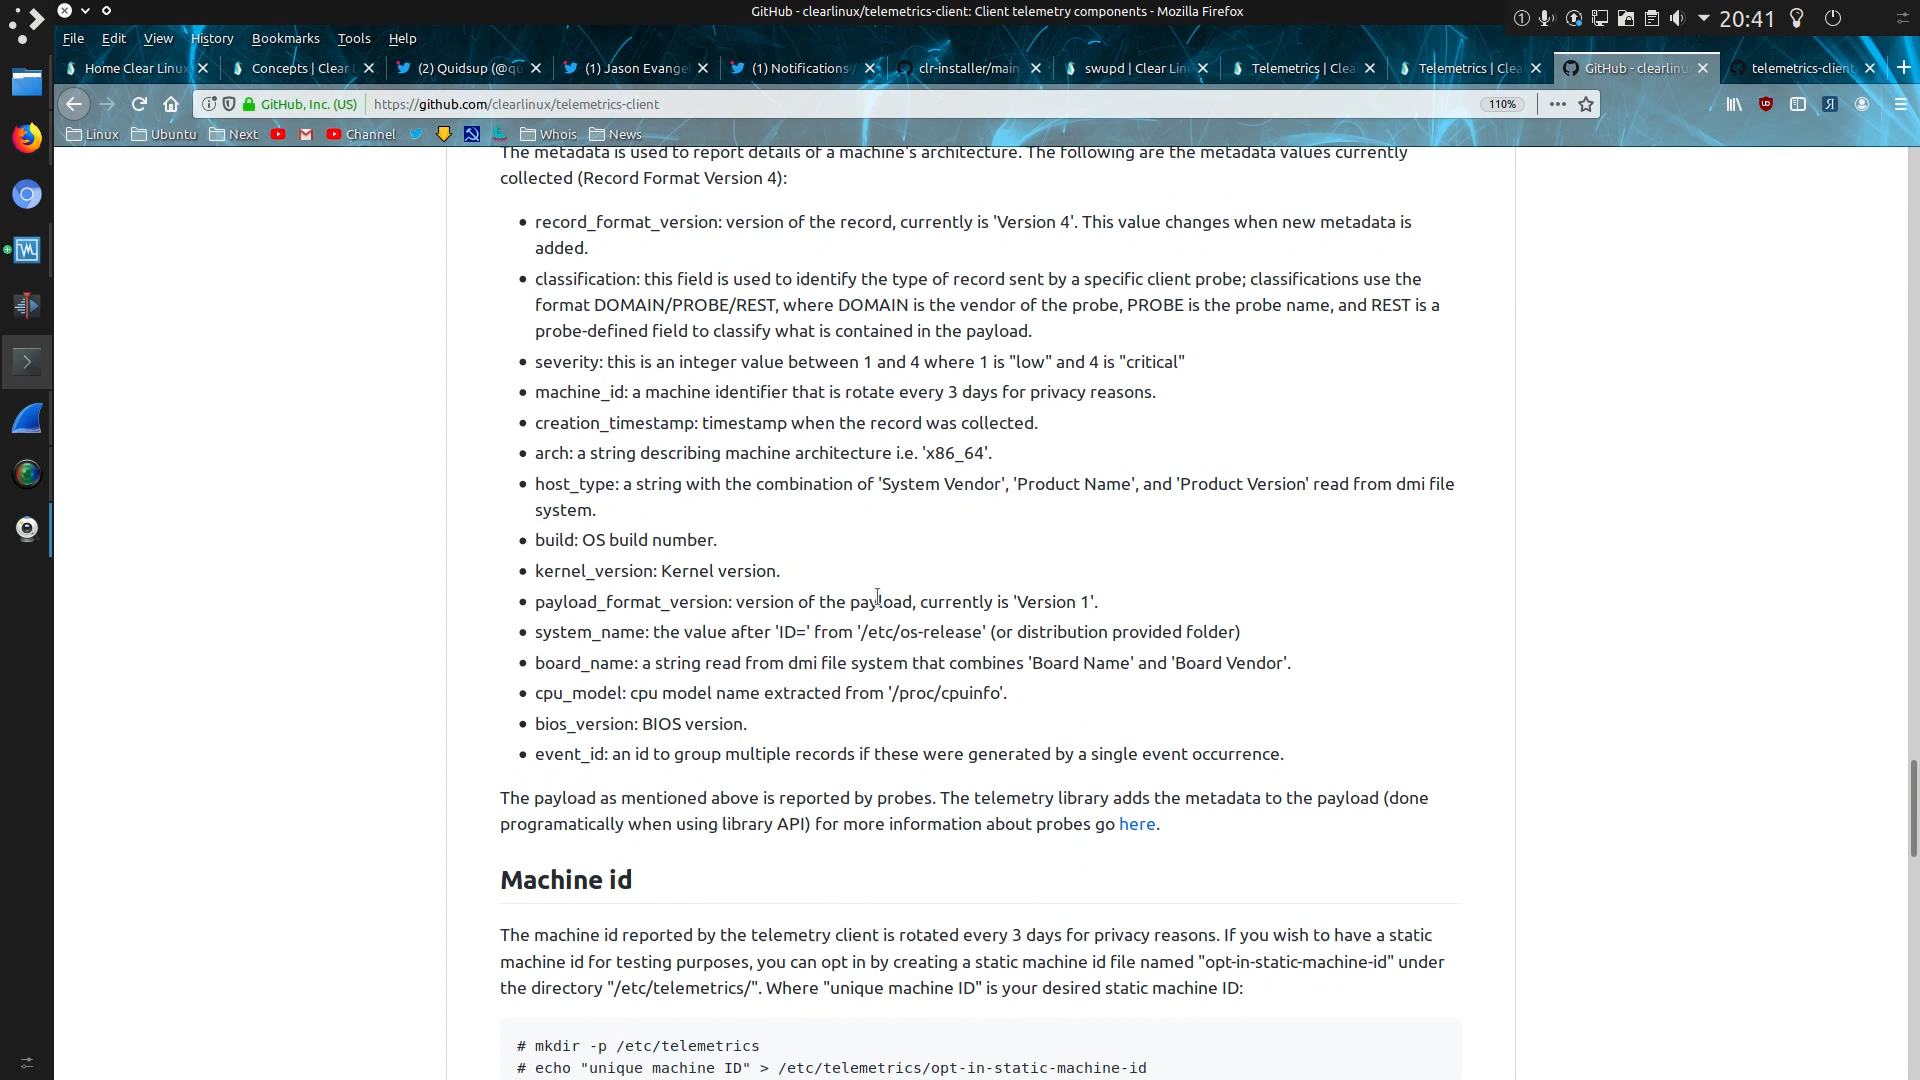 GitHub - clearlinux/telemetrics-client: Client telemetry components - Mozilla Firefox
20:41
File Edit View History Bookmarks Tools Help
Home Clear Linu
Concepts | Clear
(2) Quidsup (@qu
(1) Jason Evange
(1) Notifications
clr-installer/main
swupd | Clear Lin
Telemetrics | Clea
Telemetrics | Clea
GitHub - clearlinu
telemetrics-client
GitHub, Inc. (US) https://github.com/clearlinux/telemetrics-client 110%
Linux Ubuntu Next Channel Whois News
The metadata is used to report details of a machine's architecture. The following are the metadata values currently
collected (Record Format Version 4):
record_format_version: version of the record, currently is 'Version 4'. This value changes when new metadata is
added.
classification: this field is used to identify the type of record sent by a specific client probe; classifications use the
format DOMAIN/PROBE/REST, where DOMAIN is the vendor of the probe, PROBE is the probe name, and REST is a
probe-defined field to classify what is contained in the payload.
severity: this is an integer value between 1 and 4 where 1 is "low" and 4 is "critical"
machine_id: a machine identifier that is rotate every 3 days for privacy reasons.
creation_timestamp: timestamp when the record was collected.
arch: a string describing machine architecture i.e. 'x86_64'.
host_type: a string with the combination of 'System Vendor', 'Product Name', and 'Product Version' read from dmi file
system.
build: OS build number.
kernel_version: Kernel version.
payload_format_version: version of the payload, currently is 'Version 1'.
system_name: the value after 'ID=' from '/etc/os-release' (or distribution provided folder)
board_name: a string read from dmi file system that combines 'Board Name' and 'Board Vendor'.
cpu_model: cpu model name extracted from '/proc/cpuinfo'.
bios_version: BIOS version.
event_id: an id to group multiple records if these were generated by a single event occurrence.
The payload as mentioned above is reported by probes. The telemetry library adds the metadata to the payload (done
programatically when using library API) for more information about probes go here.
Machine id
The machine id reported by the telemetry client is rotated every 3 days for privacy reasons. If you wish to have a static
machine id for testing purposes, you can opt in by creating a static machine id file named "opt-in-static-machine-id" under
the directory "/etc/telemetrics/". Where "unique machine ID" is your desired static machine ID:
# mkdir -p /etc/telemetrics
# echo "unique machine ID" > /etc/telemetrics/opt-in-static-machine-id